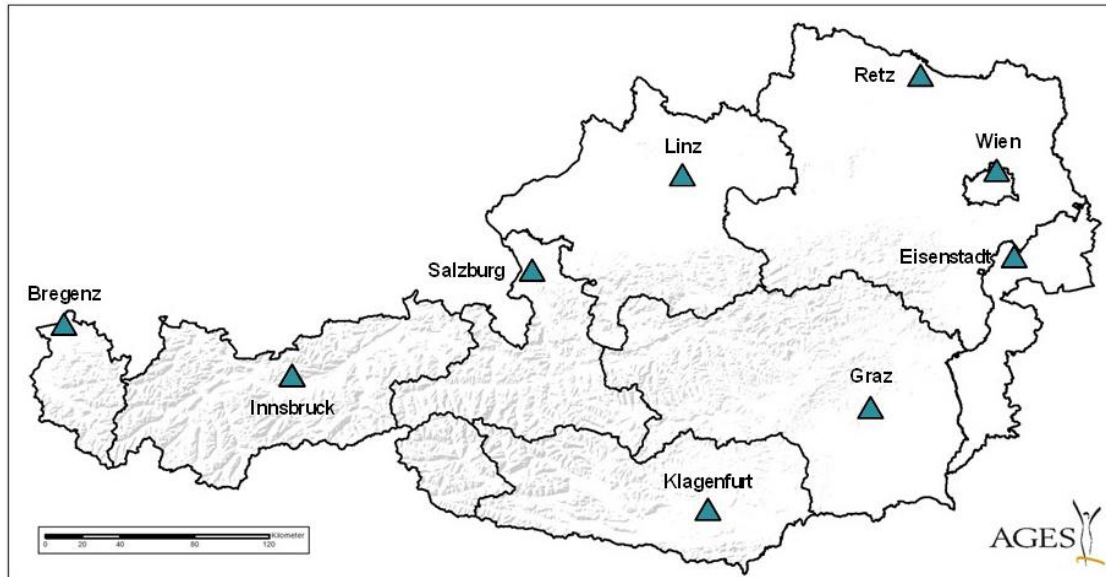 Retz
Wien
Linz
Eisenstadt
Salzburg
Bregenz
Graz
Innsbruck
Klagenfurt
Kilometer
0 20 40 80 120
AGES